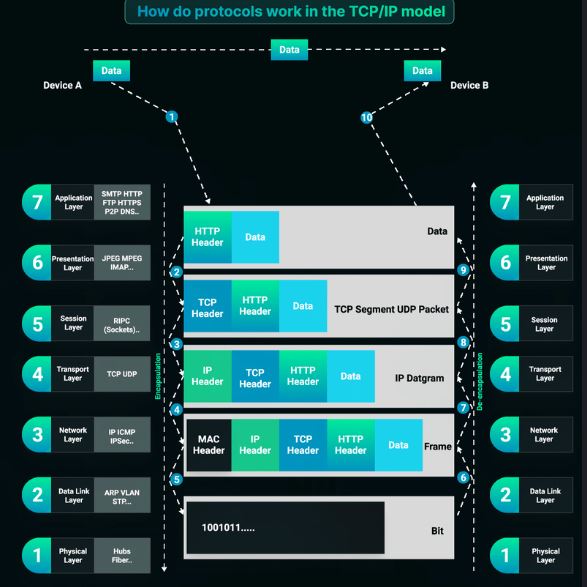 How do protocols work in the TCP/IP model
Data
Data
Data
Device A
Device B
1
10
7
Application
Layer
SMTP HTTP
FTP HTTPS
P2P DNS..
6
Presentation
Layer
JPEG MPEG
IMAP...
5
Session
Layer
RIPC
(Sockets)..
4
Transport
Layer
TCP UDP
3
Network
Layer
IP ICMP
IPSec..
2
Data Link
Layer
ARP VLAN
STP...
1
Physical
Layer
Hubs
Fiber..
Encapsulation
2
3
4
5
HTTP
Header
Data
Data
TCP
Header
HTTP
Header
Data
TCP Segment UDP Packet
IP
Header
TCP
Header
HTTP
Header
Data
IP Datgram
MAC
Header
IP
Header
TCP
Header
HTTP
Header
Data
Frame
1001011.....
Bit
9
8
7
6
De-encapsulation
7
Application
Layer
6
Presentation
Layer
5
Session
Layer
4
Transport
Layer
3
Network
Layer
2
Data Link
Layer
1
Physical
Layer